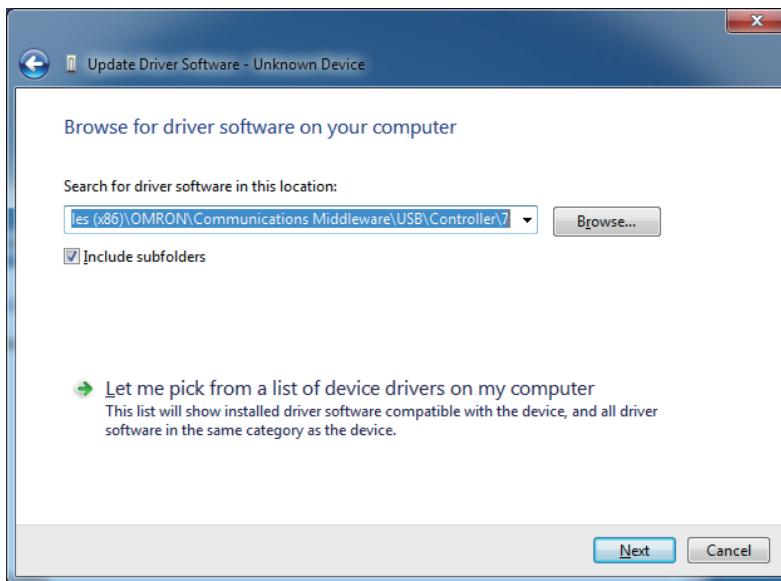 Update Driver Software - Unknown Device
Browse for driver software on your computer
Search for driver software in this location:
les (x86)\OMRON\Communications Middleware\USB\Controller\7
Browse...
Include subfolders
Let me pick from a list of device drivers on my computer
This list will show installed driver software compatible with the device, and all driver
software in the same category as the device.
Next
Cancel